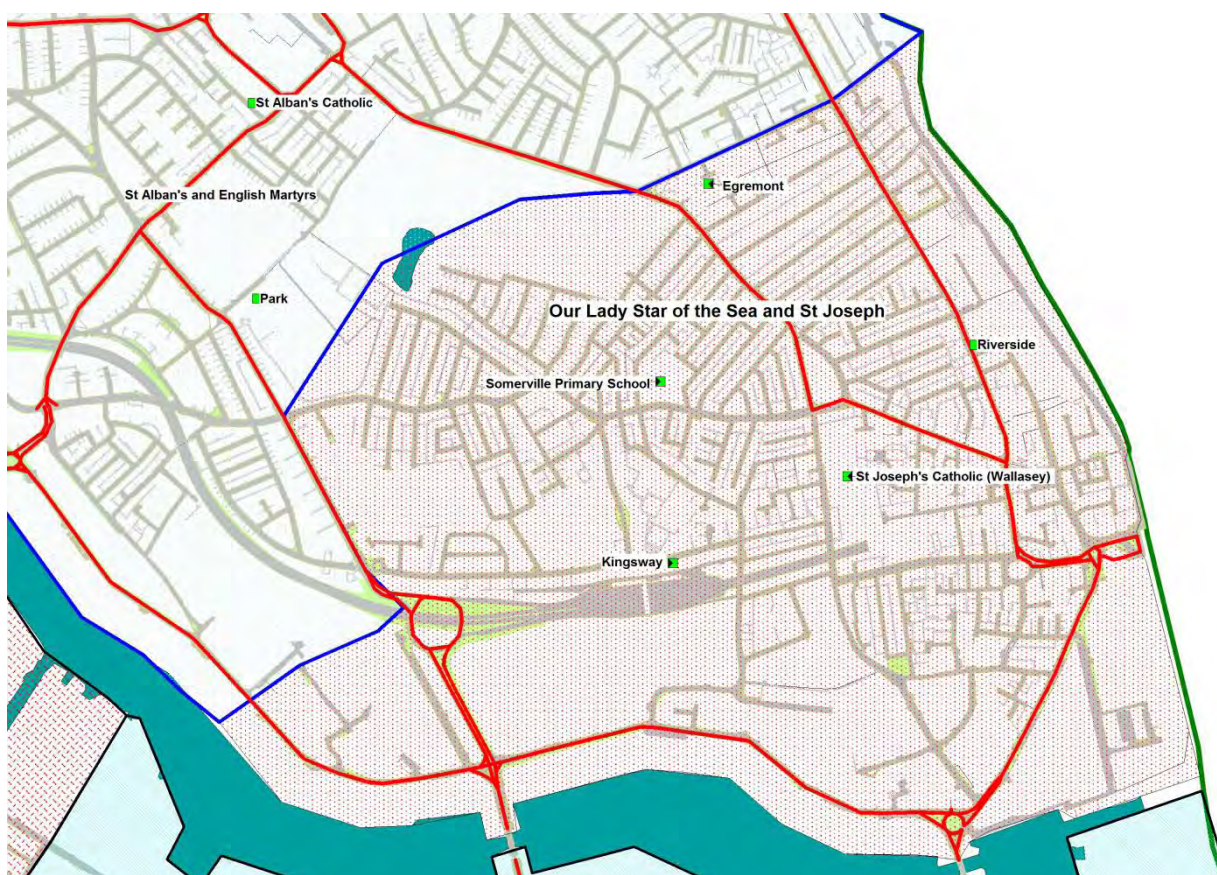 St Alban's Catholic
Egremont
St Alban's and English Martyrs
Park
Our Lady Star of the Sea and St Joseph
Riverside
Somerville Primary School
St Joseph's Catholic (Wallasey)
Kingsway